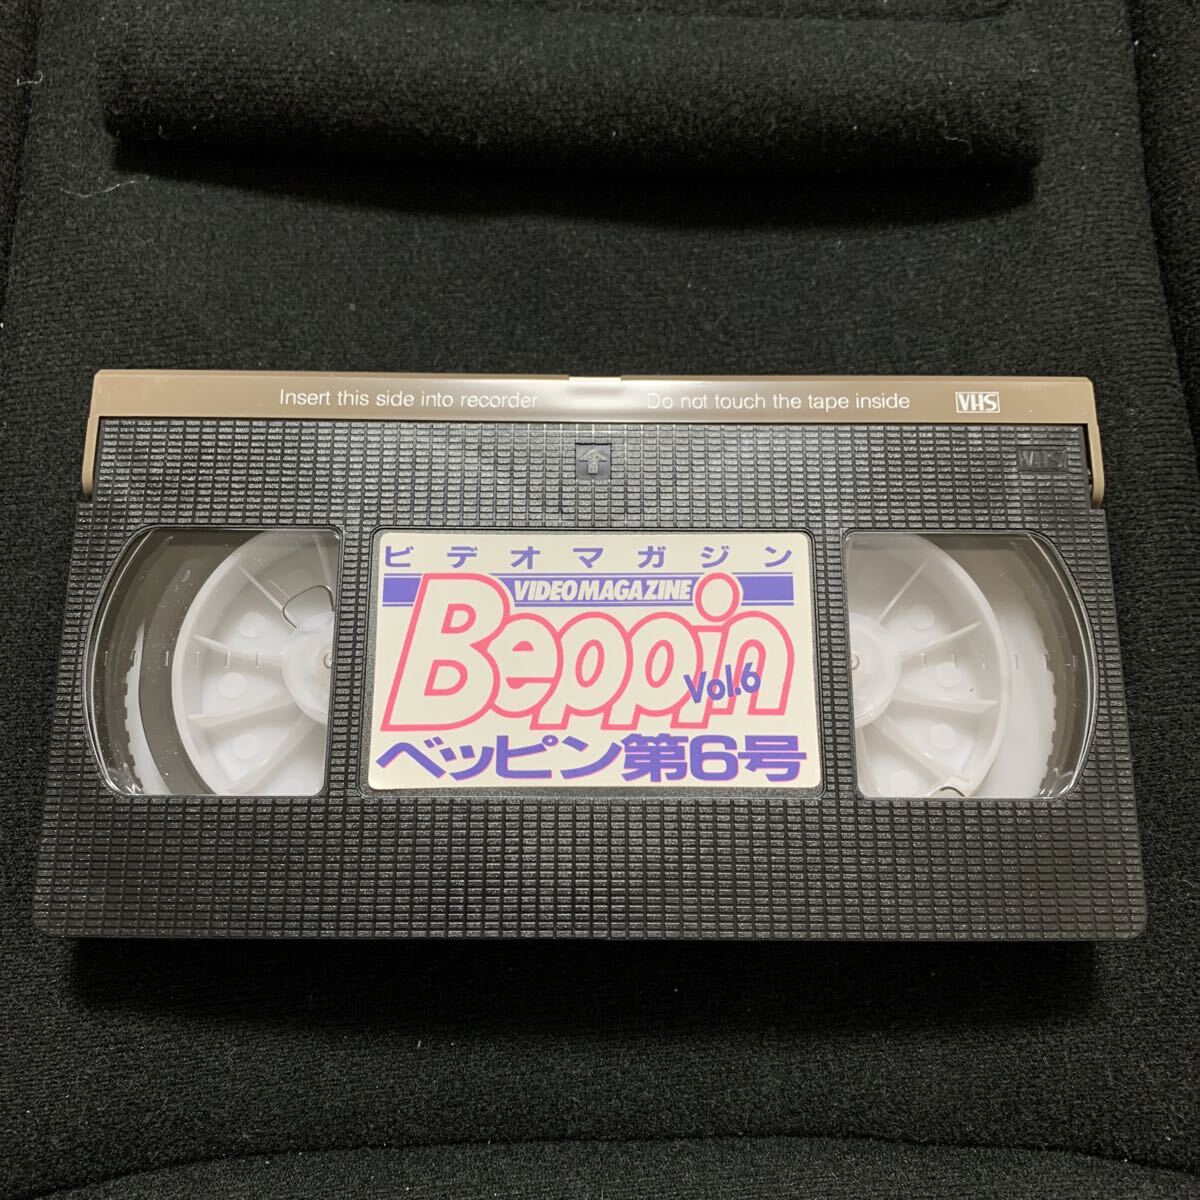 Insert this side into recorder Do not touch the tape inside VHS
VHS
ビデオマガジン
VIDEO MAGAZINE
Beppin
Vol.6
ベッピン第6号